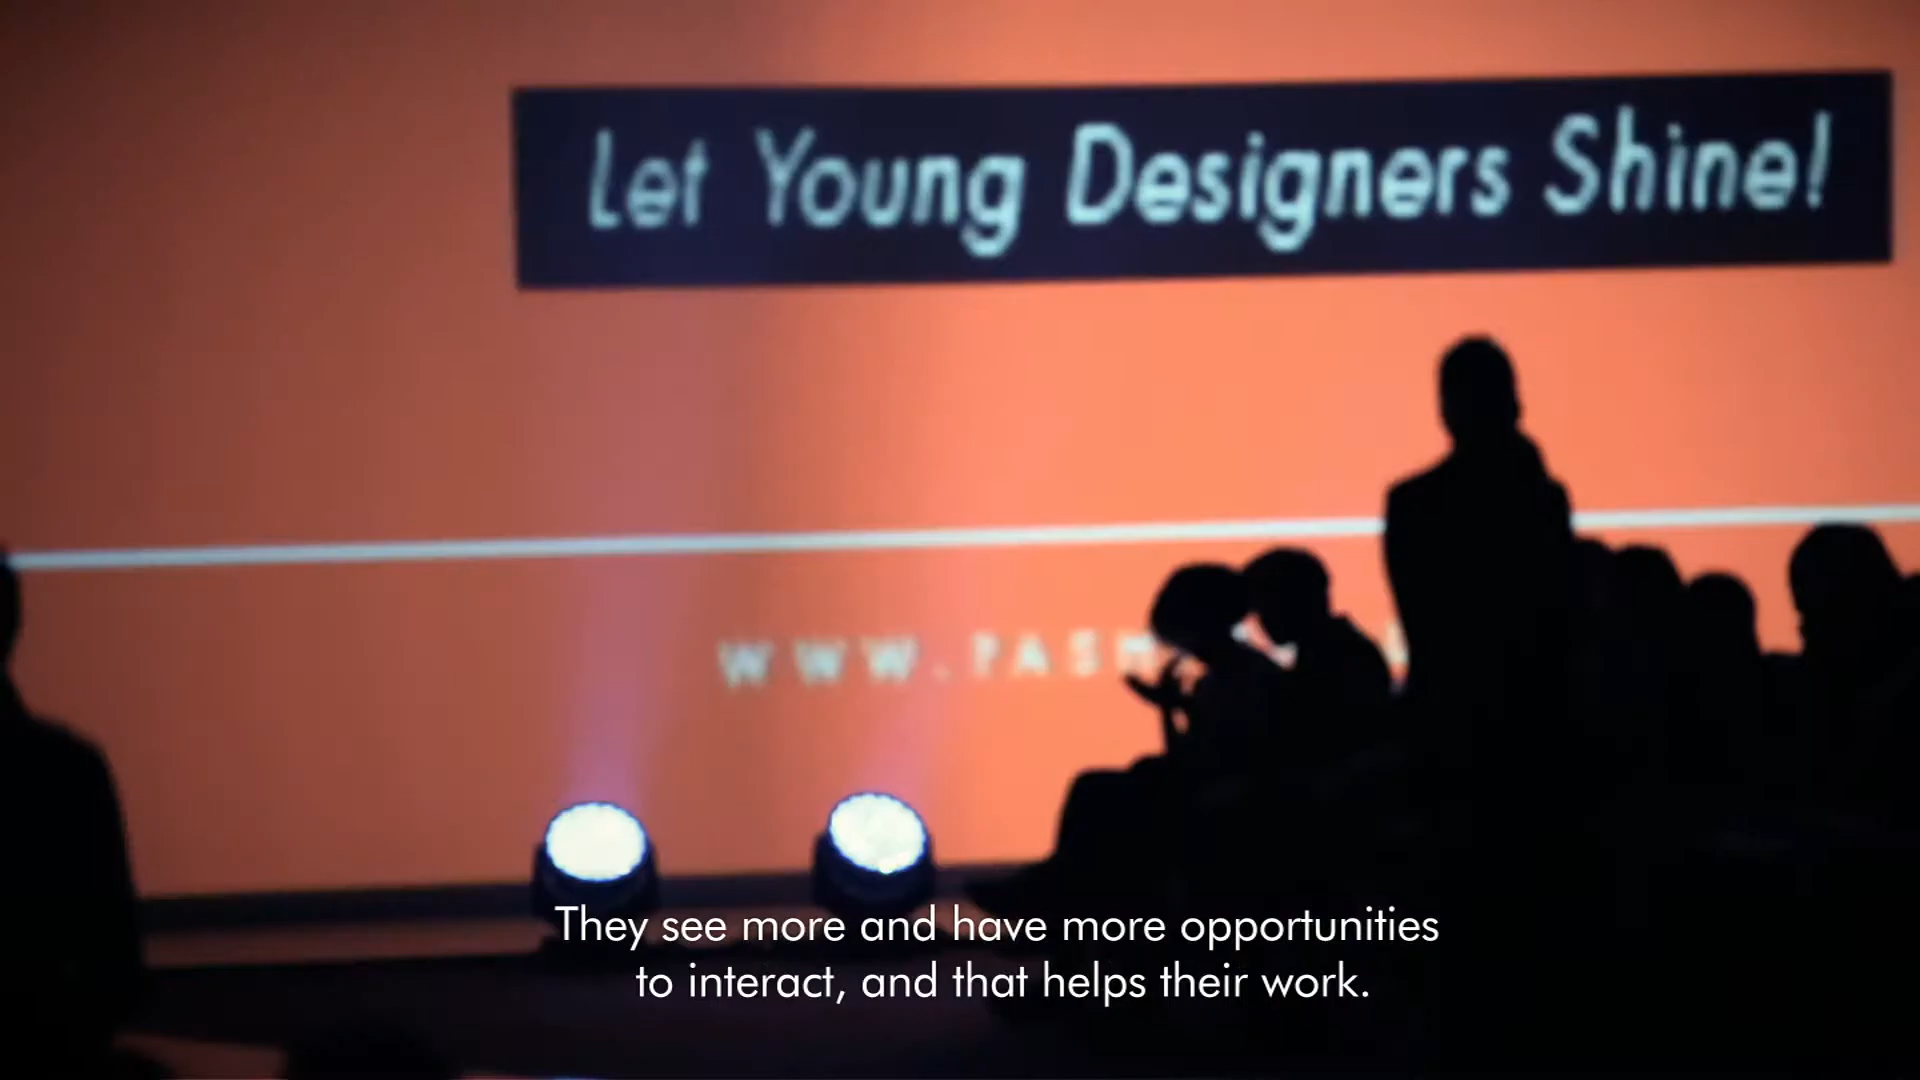 Let Young Designers Shine!
They see more and have more opportunities
to interact, and that helps their work.